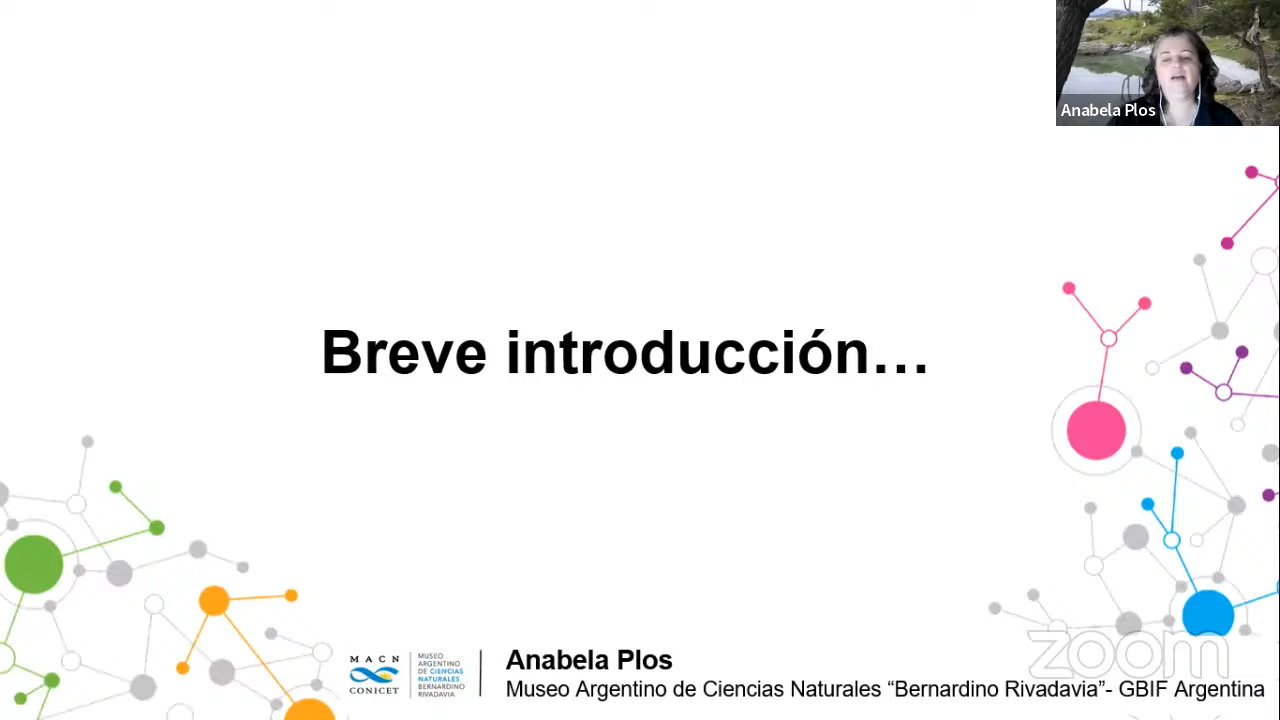 Anabela Plos
Breve introducción…
MACN
CONICET
MUSEO
ARGENTINO
DE CIENCIAS
NATURALES
BERNARDINO
RIVADAVIA
Anabela Plos
Museo Argentino de Ciencias Naturales “Bernardino Rivadavia”- GBIF Argentina
zoom